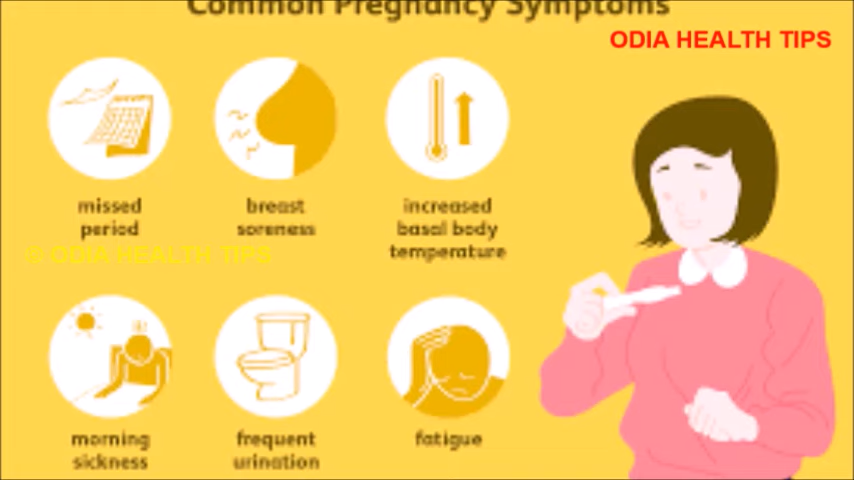 Common Pregnancy Symptoms
ODIA HEALTH TIPS
missed
period
breast
soreness
increased
basal body
temperature
© ODIA HEALTH TIPS
morning
sickness
frequent
urination
fatigue